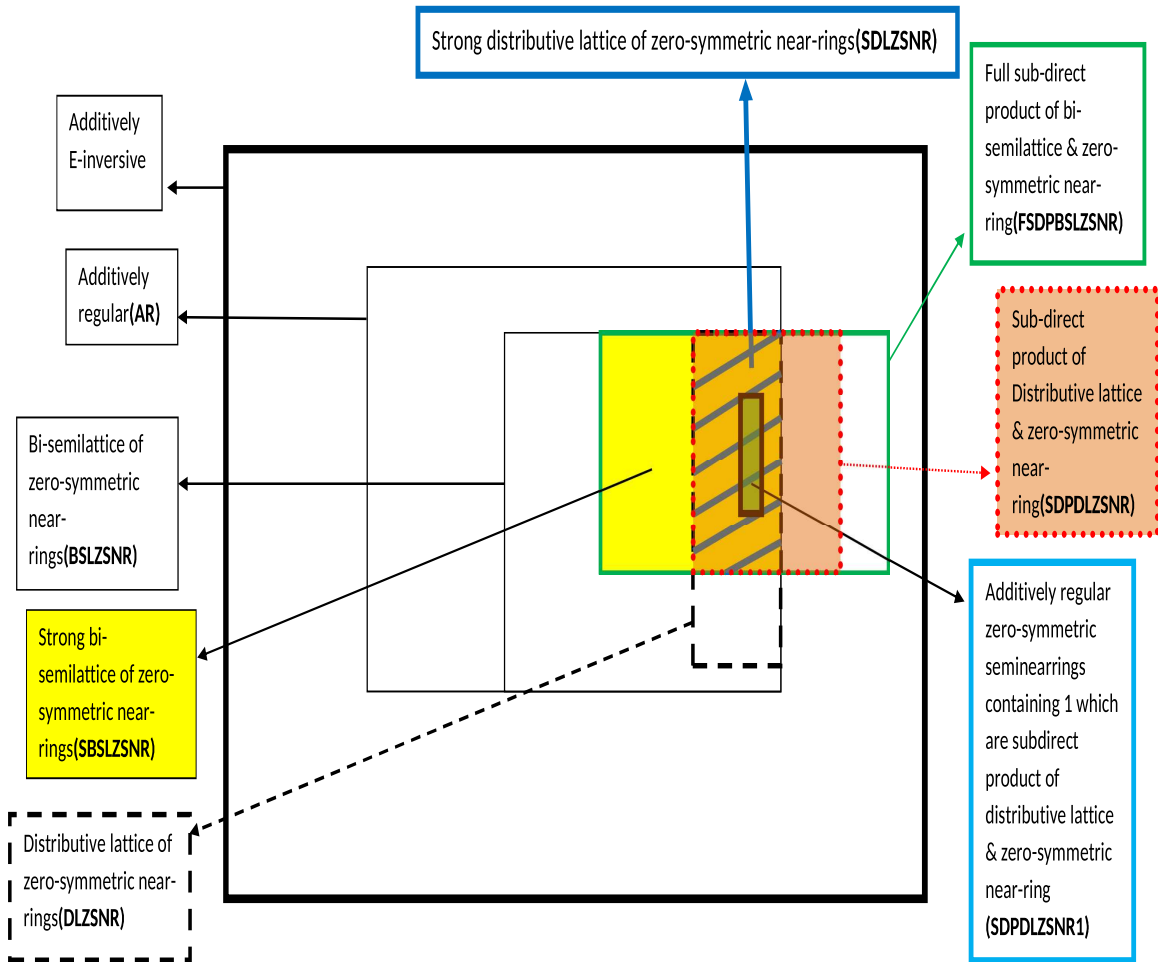 Strong distributive lattice of zero-symmetric near-rings(SDLZSNR)
Additively
E-inversive
Additively
regular(AR)
Bi-semilattice of
zero-symmetric
near-
rings(BSLZSNR)
Strong bi-
semilattice of zero-
symmetric near-
rings(SBSLZSNR)
Distributive lattice of
zero-symmetric near-
rings(DLZSNR)
Full sub-direct
product of bi-
semilattice & zero-
symmetric near-
ring(FSDPBSLZSNR)
Sub-direct
product of
Distributive lattice
& zero-symmetric
near-
ring(SDPDLZSNR)
Additively regular
zero-symmetric
seminearrings
containing 1 which
are subdirect
product of
distributive lattice
& zero-symmetric
near-ring
(SDPDLZSNR1)